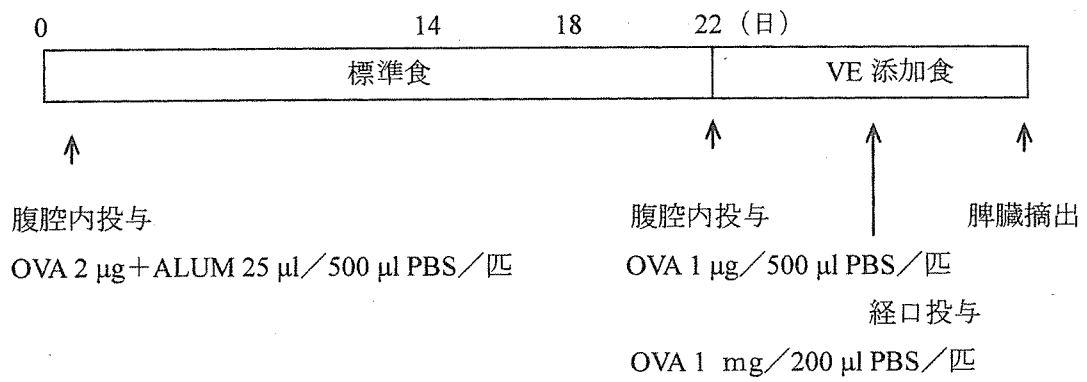 0 14 18 22（日）
標準食 VE 添加食
腹腔内投与 腹腔内投与 脾臓摘出
OVA 2 μg＋ALUM 25 μl／500 μl PBS／匹 OVA 1 μg／500 μl PBS／匹
経口投与
OVA 1 mg／200 μl PBS／匹